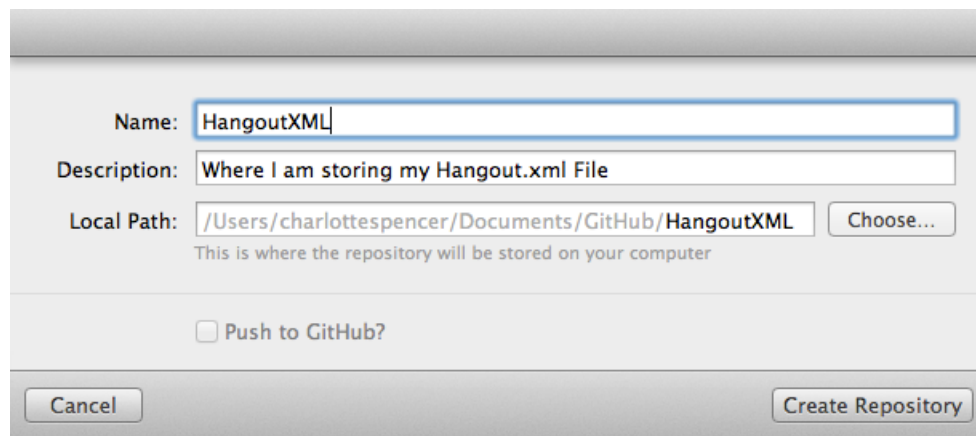 Name: HangoutXML
Description: Where I am storing my Hangout.xml File
Local Path: /Users/charlottespencer/Documents/GitHub/HangoutXML Choose...
This is where the repository will be stored on your computer
Push to GitHub?
Cancel Create Repository